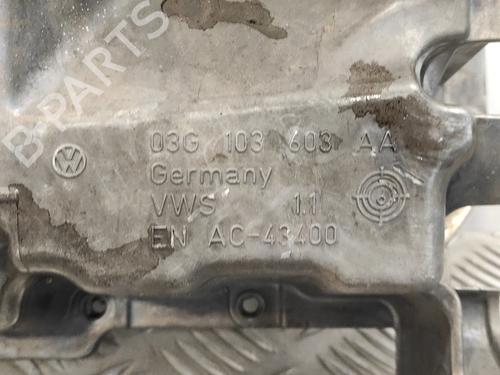 B-PARTS
03G 103 603 AA
Germany
VWS 1.1
EN AC-43400